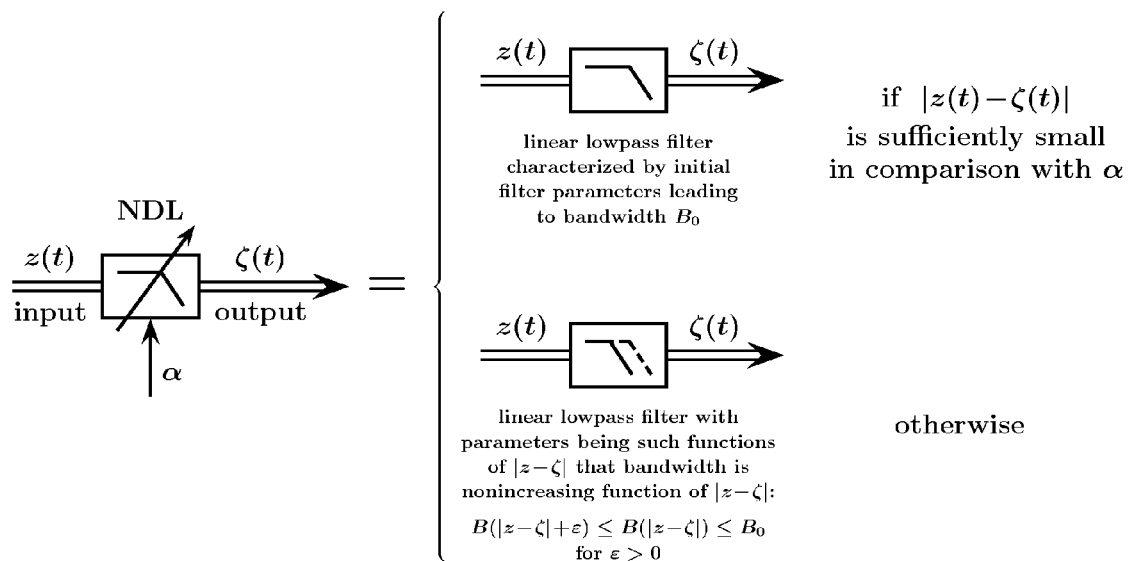 NDL
z(t)
ζ(t)
input
output
α
=
z(t)
ζ(t)
linear lowpass filter
characterized by initial
filter parameters leading
to bandwidth B₀
if |z(t)−ζ(t)|
is sufficiently small
in comparison with α
z(t)
ζ(t)
linear lowpass filter with
parameters being such functions
of |z−ζ| that bandwidth is
nonincreasing function of |z−ζ|:
B(|z−ζ|+ε) ≤ B(|z−ζ|) ≤ B₀
for ε > 0
otherwise